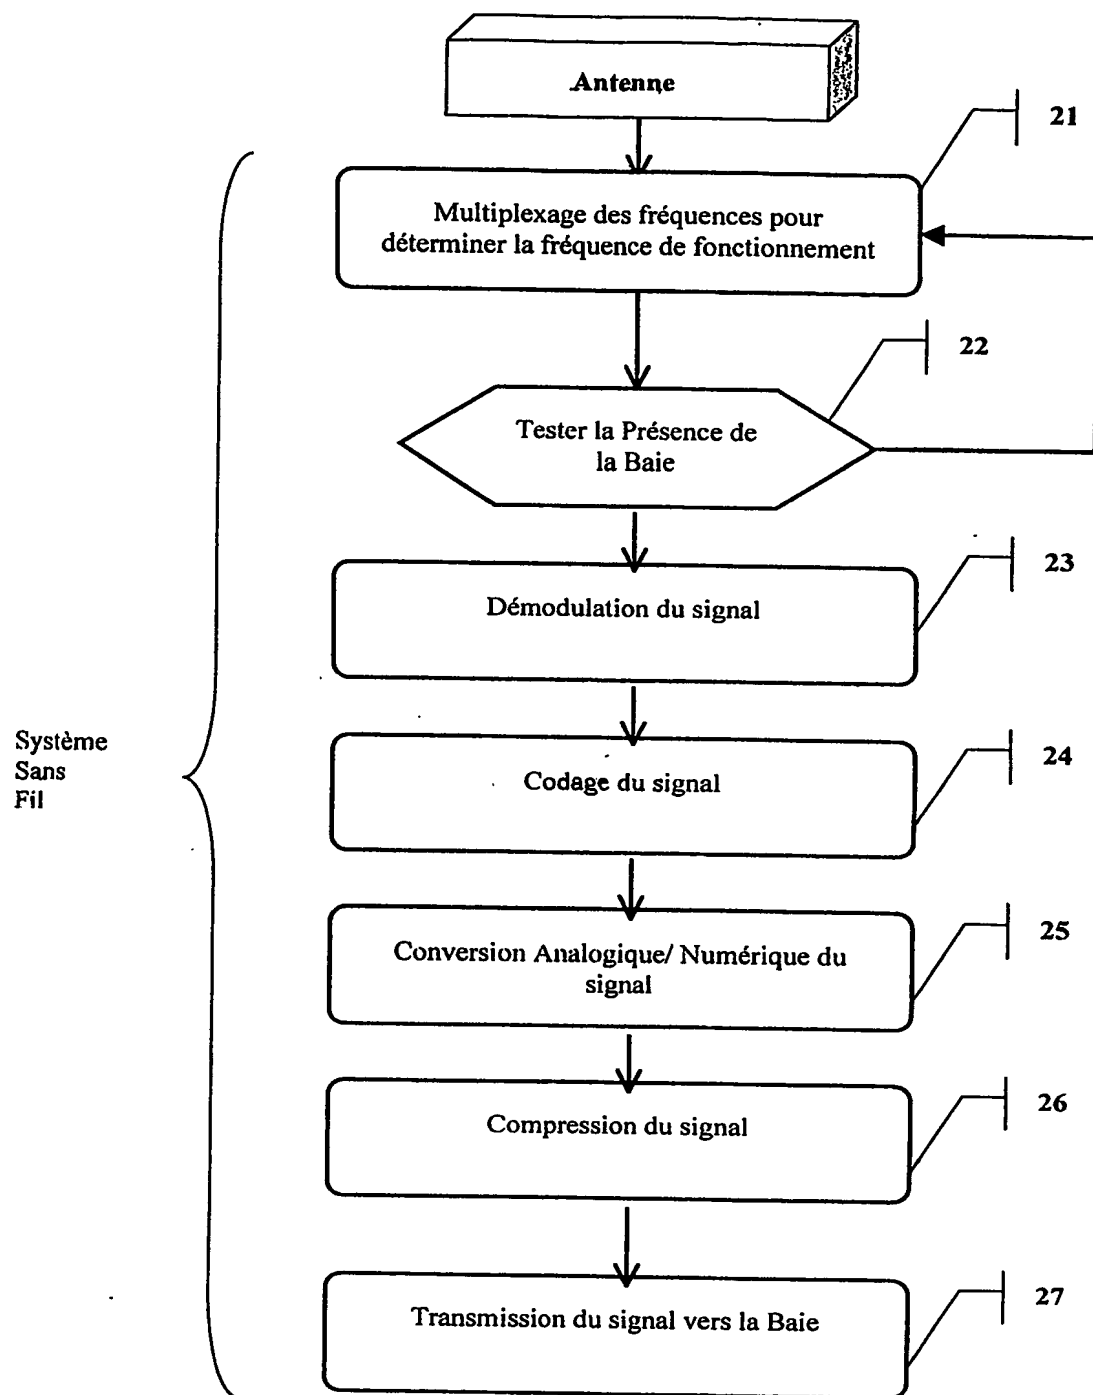 Antenne
21
Multiplexage des fréquences pour
déterminer la fréquence de fonctionnement
22
Tester la Présence de
la Baie
23
Démodulation du signal
Système
Sans
Fil
24
Codage du signal
25
Conversion Analogique/ Numérique du
signal
26
Compression du signal
27
Transmission du signal vers la Baie